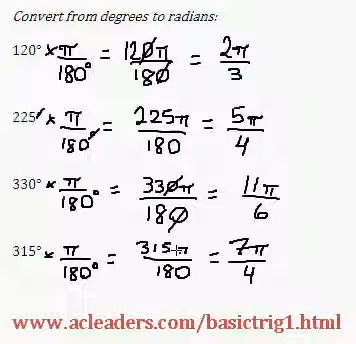 Convert from degrees to radians:
120° × π/180° = 120π/180 = 2π/3
225° × π/180° = 225π/180 = 5π/4
330° × π/180° = 330π/180 = 11π/6
315° × π/180° = 315π/180 = 7π/4
www.acleaders.com/basictrig1.html